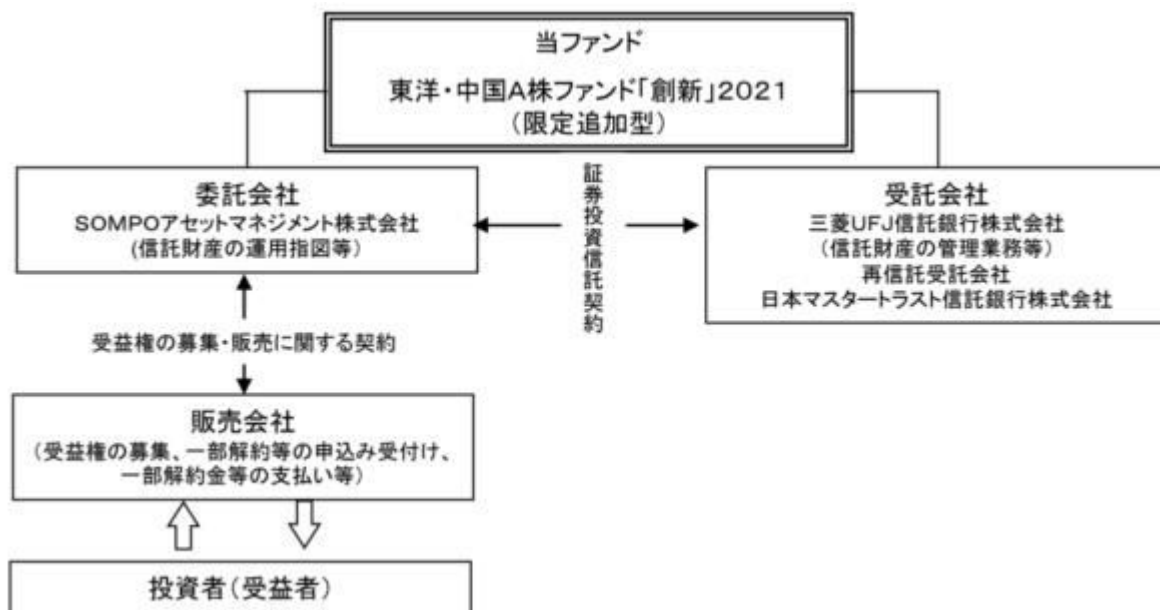 当ファンド
東洋・中国A株ファンド「創新」2021
(限定追加型)
委託会社
SOMPOアセットマネジメント株式会社
(信託財産の運用指図等)
証券投資信託契約
受託会社
三菱UFJ信託銀行株式会社
(信託財産の管理業務等)
再信託受託会社
日本マスタートラスト信託銀行株式会社
受益権の募集・販売に関する契約
販売会社
(受益権の募集、一部解約等の申込み受付け、
一部解約金等の支払い等)
投資者(受益者)